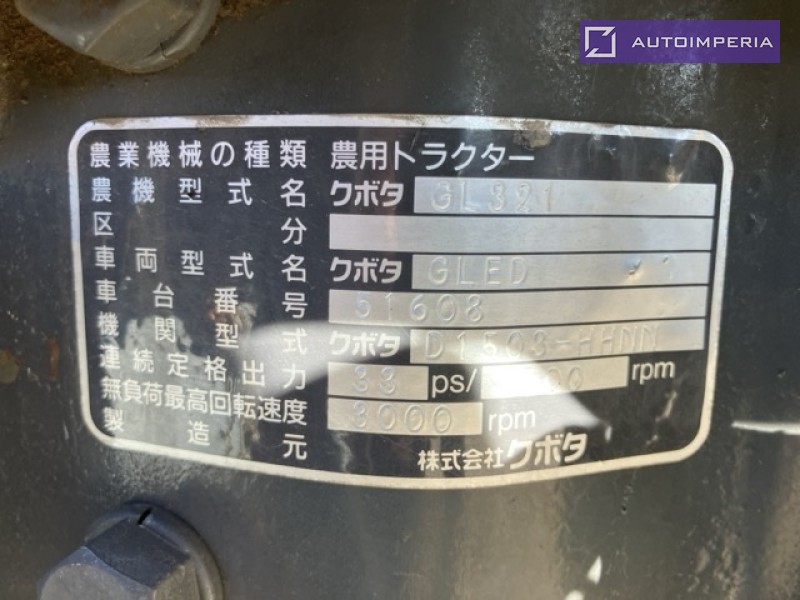 AUTOIMPERIA
農業機械の種類 農用トラクター
農機型式名 クボタ GL321
区分
車両型式名 クボタ GLED
車台番号 51608
機関型式 クボタ D1503-HHNN
連続定格出力 33 ps/ rpm
無負荷最高回転速度 3000 rpm
製造元 株式会社クボタ